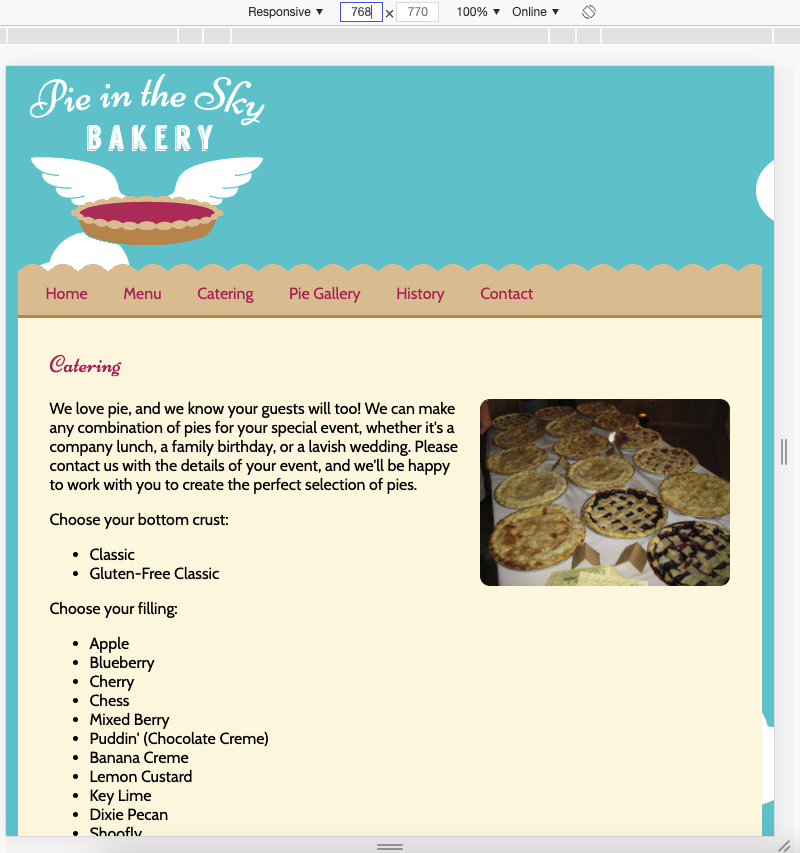 Responsive ▼ 768 × 770 100% ▼ Online ▼
Pie in the Sky
BAKERY
Home Menu Catering Pie Gallery History Contact
Catering
We love pie, and we know your guests will too! We can make
any combination of pies for your special event, whether it's a
company lunch, a family birthday, or a lavish wedding. Please
contact us with the details of your event, and we'll be happy
to work with you to create the perfect selection of pies.
Choose your bottom crust:
• Classic
• Gluten-Free Classic
Choose your filling:
• Apple
• Blueberry
• Cherry
• Chess
• Mixed Berry
• Puddin' (Chocolate Creme)
• Banana Creme
• Lemon Custard
• Key Lime
• Dixie Pecan
• Shoofly